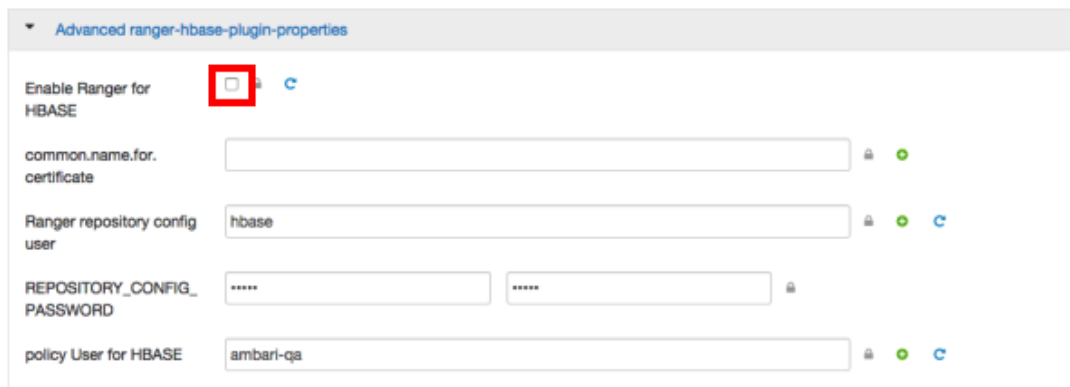 Advanced ranger-hbase-plugin-properties
Enable Ranger for
HBASE
common.name.for.
certificate
Ranger repository config
user
hbase
REPOSITORY_CONFIG_
PASSWORD
policy User for HBASE
ambari-qa